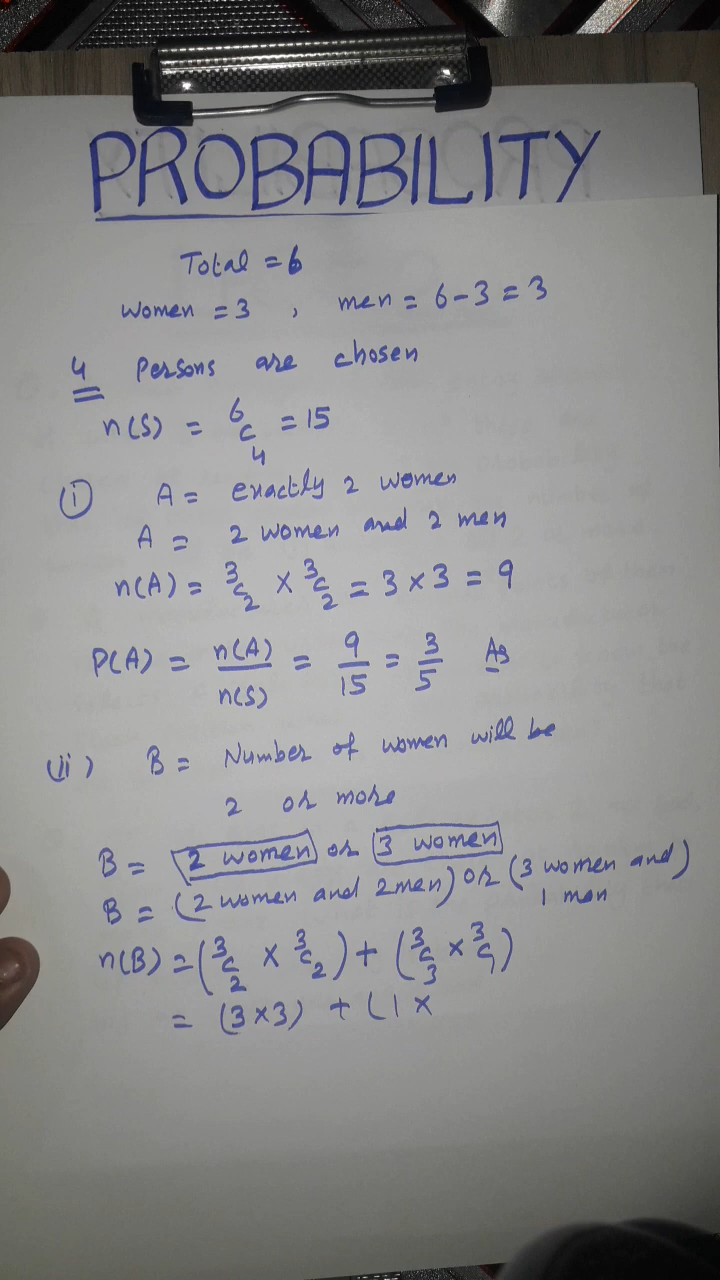 PROBABILITY
Total = 6
women = 3 , men = 6-3 = 3
4 persons are chosen
n(S) = ⁶C₄ = 15
(i) A = exactly 2 women
A = 2 women and 2 men
n(A) = ³C₂ × ³C₂ = 3 × 3 = 9
P(A) = n(A)/n(S) = 9/15 = 3/5 As
(ii) B = Number of women will be
2 or more
B = 2 women or 3 women
B = (2 women and 2men) or (3 women and 1 man)
n(B) = (³C₂ × ³C₂) + (³C₃ × ³C₁)
= (3×3) + (1 ×